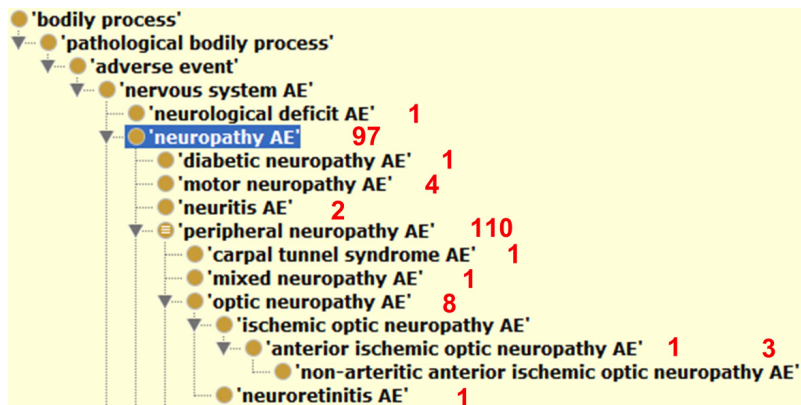 'bodily process'
'pathological bodily process'
'adverse event'
'nervous system AE'
'neurological deficit AE' 1
'neuropathy AE' 97
'diabetic neuropathy AE' 1
'motor neuropathy AE' 4
'neuritis AE' 2
'peripheral neuropathy AE' 110
'carpal tunnel syndrome AE' 1
'mixed neuropathy AE' 1
'optic neuropathy AE' 8
'ischemic optic neuropathy AE'
'anterior ischemic optic neuropathy AE' 1 3
'non-arteritic anterior ischemic optic neuropathy AE'
'neuroretinitis AE' 1